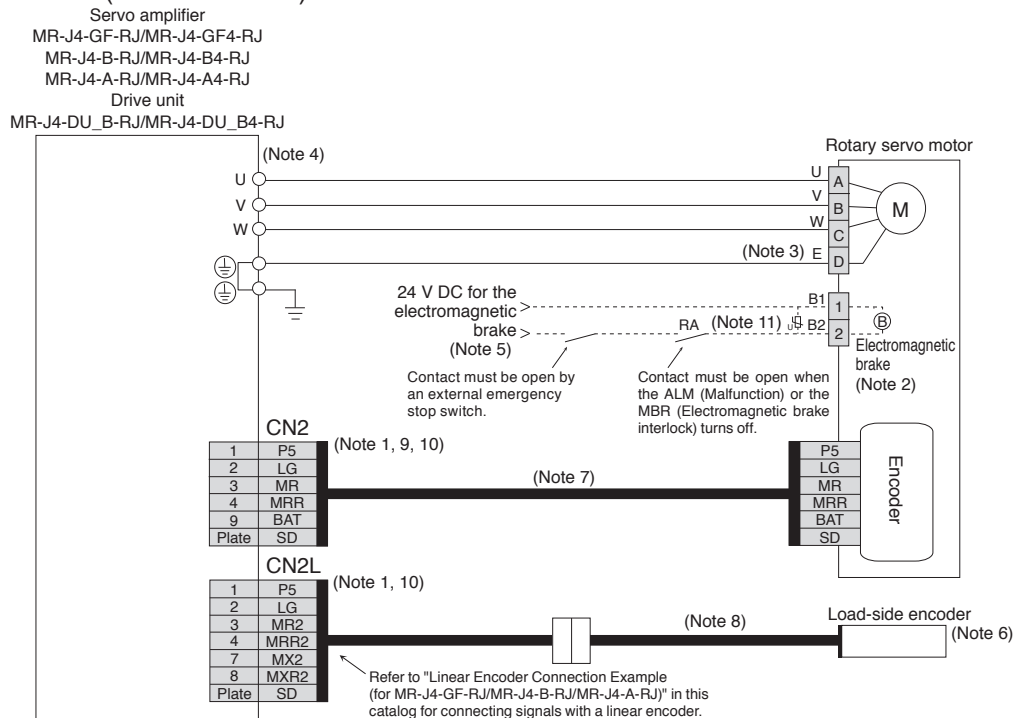 Servo amplifier
MR-J4-GF-RJ/MR-J4-GF4-RJ
MR-J4-B-RJ/MR-J4-B4-RJ
MR-J4-A-RJ/MR-J4-A4-RJ
Drive unit
MR-J4-DU_B-RJ/MR-J4-DU_B4-RJ
(Note 4)
U
V
W
Rotary servo motor
U A
V B
W C
(Note 3) E D
M
24 V DC for the
electromagnetic
brake
(Note 5)
RA (Note 11) U
B1 1
B2 2
B
Electromagnetic
brake
(Note 2)
Contact must be open by
an external emergency
stop switch.
Contact must be open when
the ALM (Malfunction) or the
MBR (Electromagnetic brake
interlock) turns off.
CN2
(Note 1, 9, 10)
1 P5
2 LG
3 MR
4 MRR
9 BAT
Plate SD
(Note 7)
P5
LG
MR
MRR
BAT
SD
Encoder
CN2L
(Note 1, 10)
1 P5
2 LG
3 MR2
4 MRR2
7 MX2
8 MXR2
Plate SD
(Note 8)
Load-side encoder
(Note 6)
Refer to "Linear Encoder Connection Example
(for MR-J4-GF-RJ/MR-J4-B-RJ/MR-J4-A-RJ)" in this
catalog for connecting signals with a linear encoder.